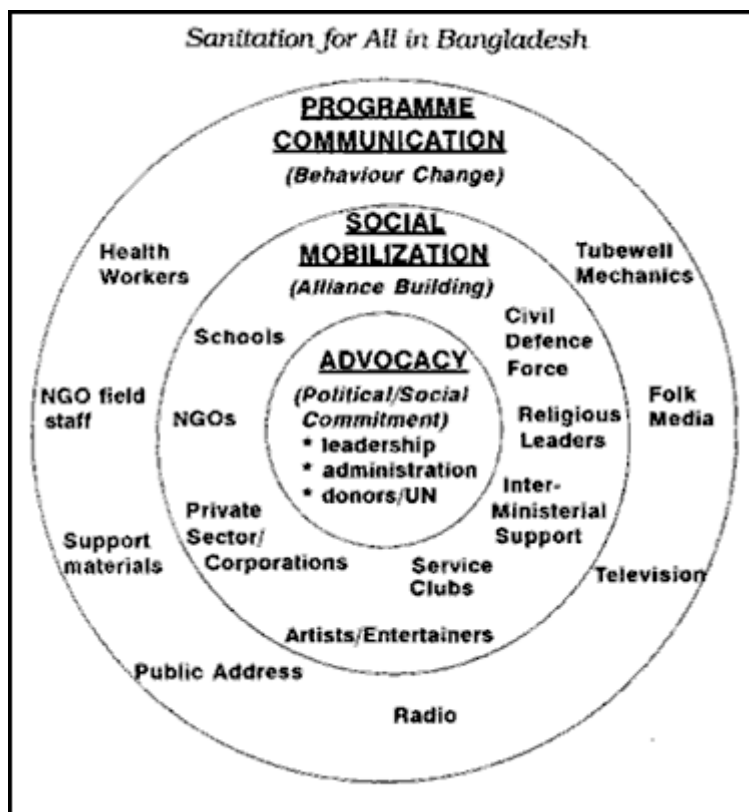 Sanitation for All in Bangladesh
PROGRAMME
COMMUNICATION
(Behaviour Change)
SOCIAL
MOBILIZATION
(Alliance Building)
ADVOCACY
(Political/Social
Commitment)
* leadership
* administration
* donors/UN
Schools
NGOs
Private
Sector/
Corporations
Artists/Entertainers
Service
Clubs
Inter-
Ministerial
Support
Religious
Leaders
Civil
Defence
Force
Health
Workers
NGO field
staff
Support
materials
Public Address
Radio
Television
Folk
Media
Tubewell
Mechanics